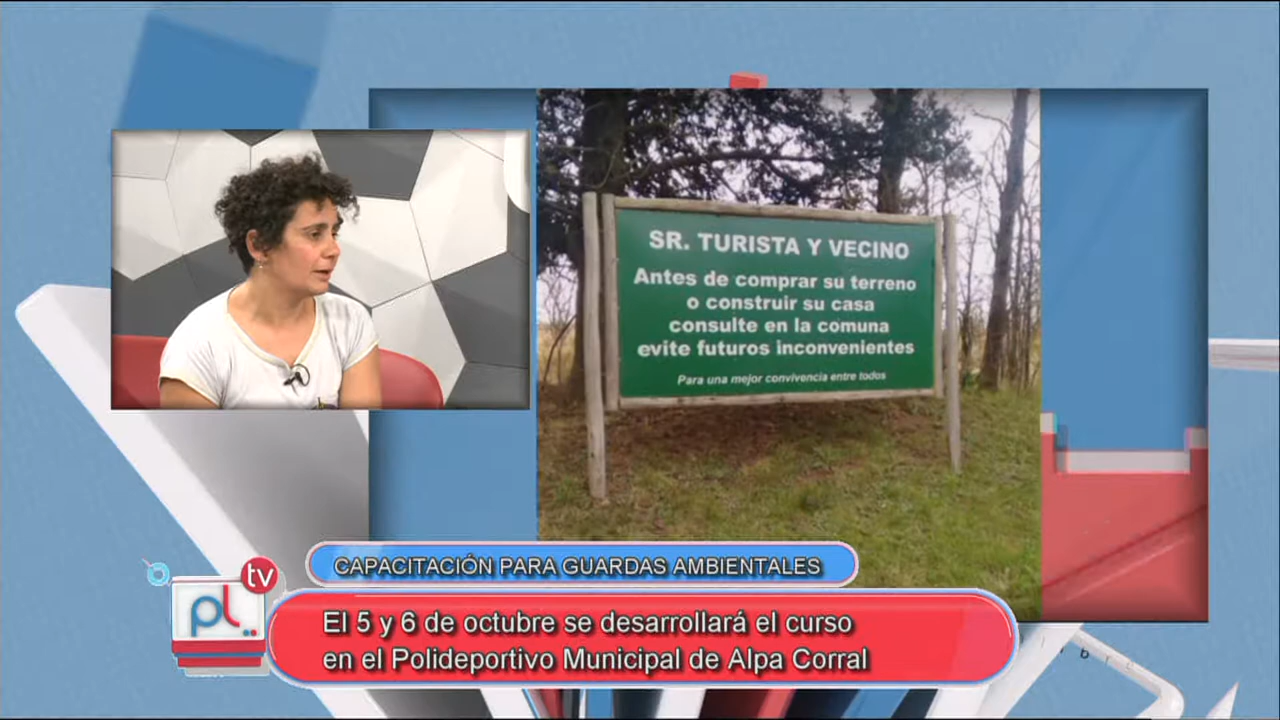 SR. TURISTA Y VECINO
Antes de comprar su terreno
o construir su casa
consulte en la comuna
evite futuros inconvenientes
Para una mejor convivencia entre todos
CAPACITACIÓN PARA GUARDAS AMBIENTALES
tv
pl..
El 5 y 6 de octubre se desarrollará el curso
en el Polideportivo Municipal de Alpa Corral